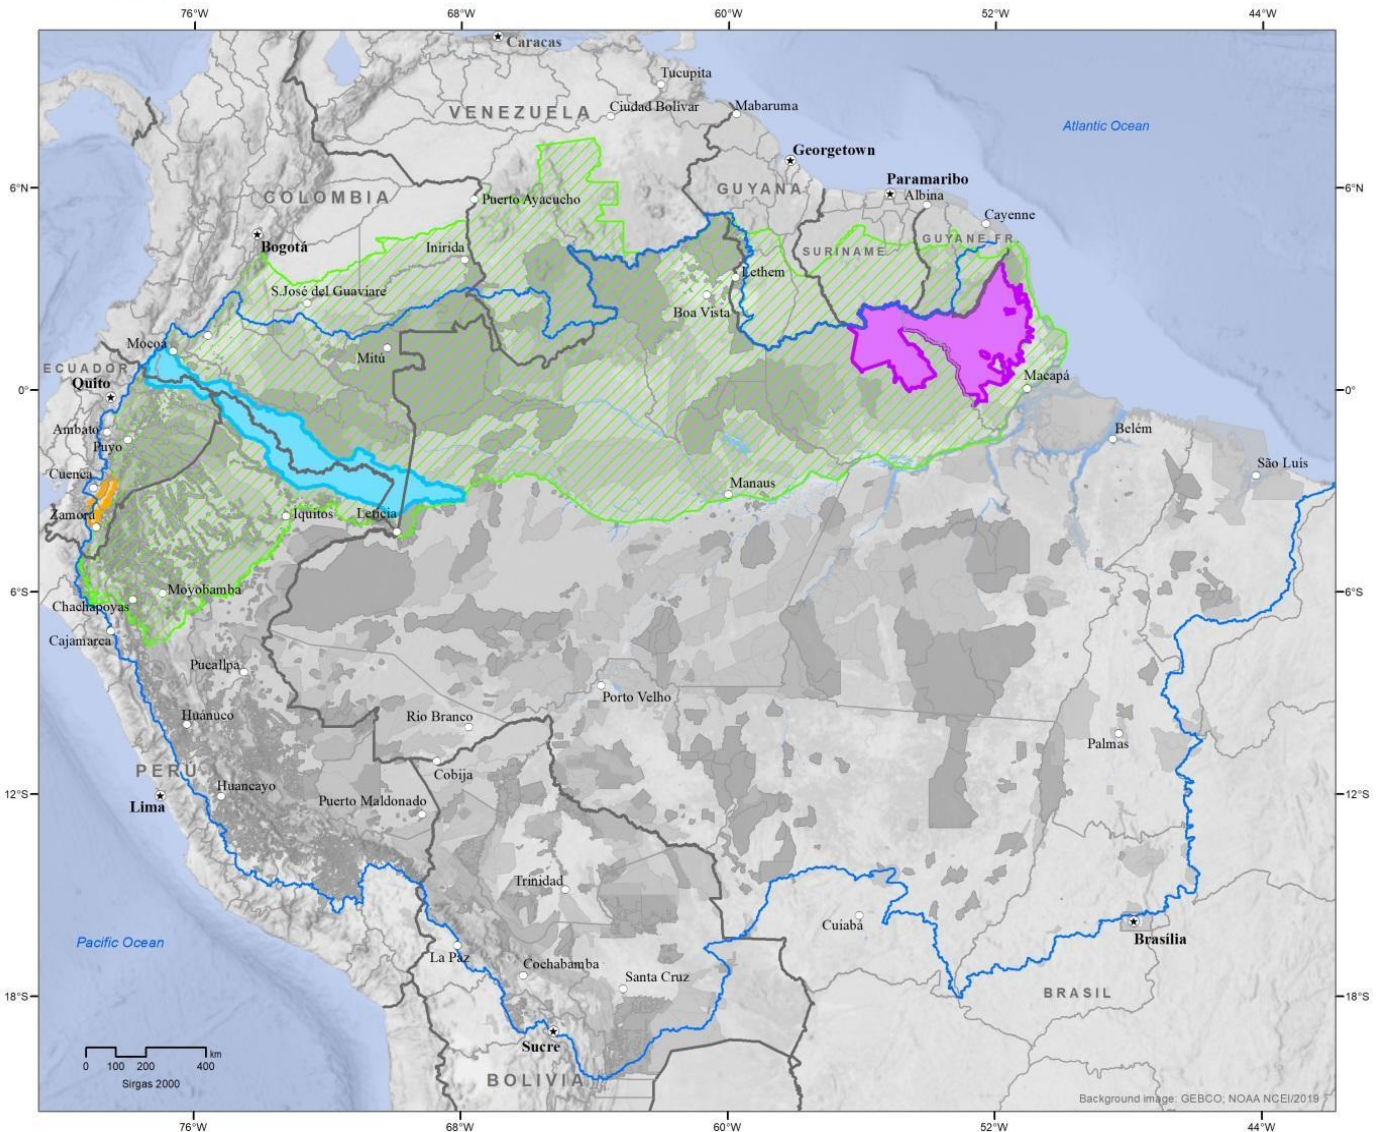 76°W
68°W
60°W
52°W
44°W
Caracas
Tucupita
VENEZUELA
Ciudad Bolívar
Mabaruma
Atlantic Ocean
Georgetown
6°N
COLOMBIA
Puerto Ayacucho
GUYANA
Paramaribo
Albina
6°N
Cayenne
Bogotá
Inirida
SURINAME
GUYANE FR.
S.José del Guaviare
Lethem
Boa Vista
Mocoa
Mitú
ECUADOR
Quito
0°
Macapá
0°
Ambato
Puyo
Belém
Cuenca
Manaus
São Luís
Zamora
Iquitos
Leticia
6°S
Moyobamba
Chachapoyas
6°S
Cajamarca
Pucallpa
Porto Velho
Huánuco
Rio Branco
Palmas
PERÚ
Cobija
Huancayo
12°S
Lima
Puerto Maldonado
12°S
Trinidad
Cuiabá
Pacific Ocean
Brasília
La Paz
Cochabamba
Santa Cruz
18°S
BRASIL
18°S
Sucre
km
0 100 200 400
Sirgas 2000
BOLIVIA
Background image: GEBCO; NOAA NCEI/2019
76°W
68°W
60°W
52°W
44°W